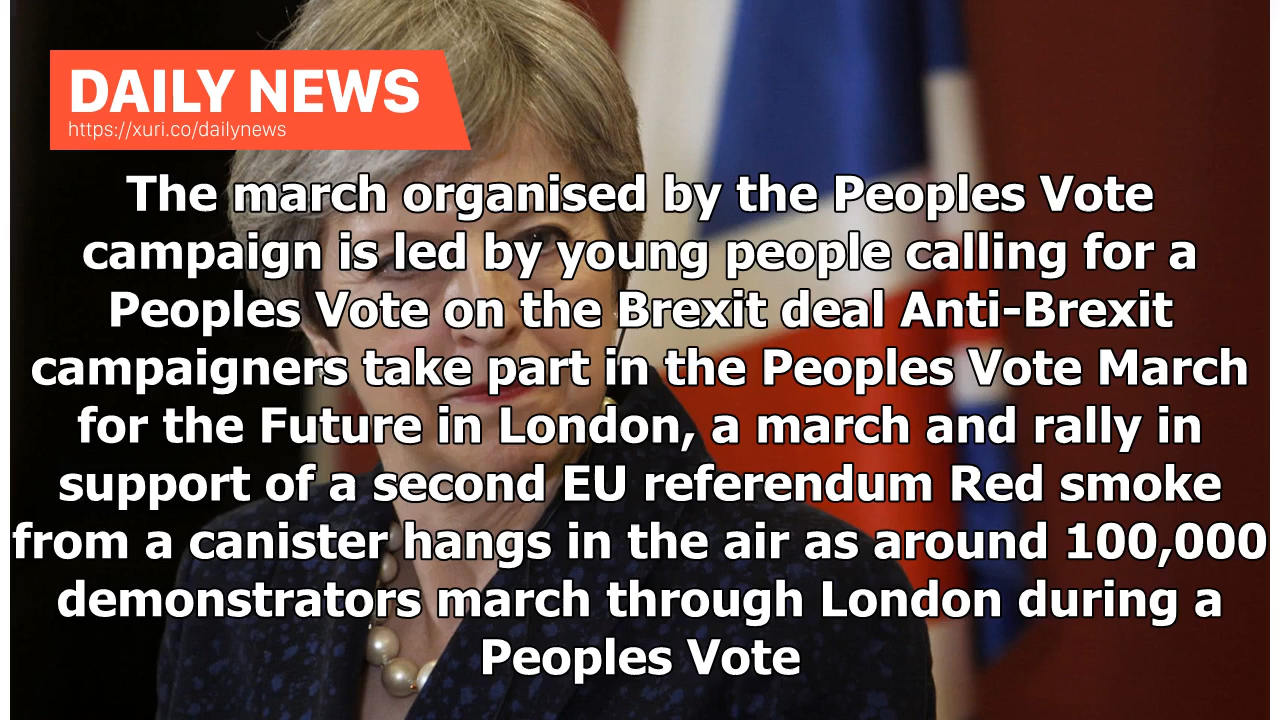 DAILY NEWS
https://xuri.co/dailynews
The march organised by the Peoples Vote
campaign is led by young people calling for a
Peoples Vote on the Brexit deal Anti-Brexit
campaigners take part in the Peoples Vote March
for the Future in London, a march and rally in
support of a second EU referendum Red smoke
from a canister hangs in the air as around 100,000
demonstrators march through London during a
Peoples Vote